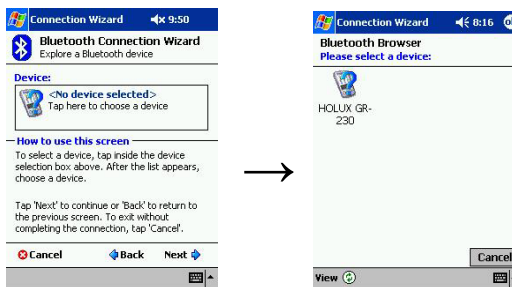 Connection Wizard 9:50
Bluetooth Connection Wizard
Explore a Bluetooth device
Device:
<No device selected>
Tap here to choose a device
How to use this screen
To select a device, tap inside the device
selection box above. After the list appears,
choose a device.
Tap 'Next' to continue or 'Back' to return to
the previous screen. To exit without
completing the connection, tap 'Cancel'.
Cancel Back Next
Connection Wizard 8:16
Bluetooth Browser
Please select a device:
HOLUX GR-
230
Cancel
View